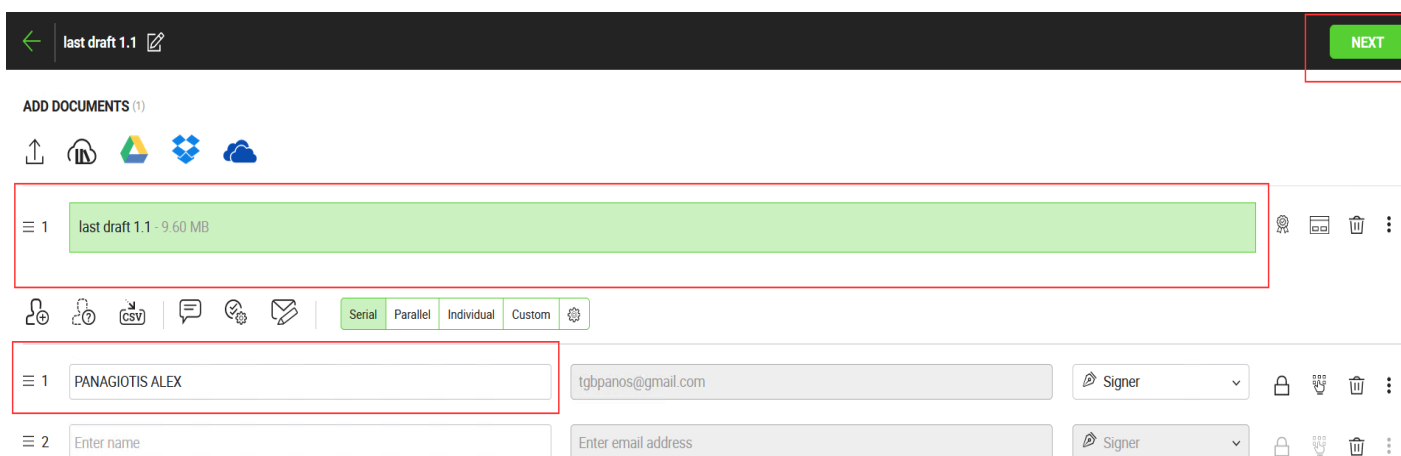 last draft 1.1 NEXT
ADD DOCUMENTS (1)
1 last draft 1.1 - 9.60 MB
CSV Serial Parallel Individual Custom
1 PANAGIOTIS ALEX tgbpanos@gmail.com Signer
2 Enter name Enter email address Signer